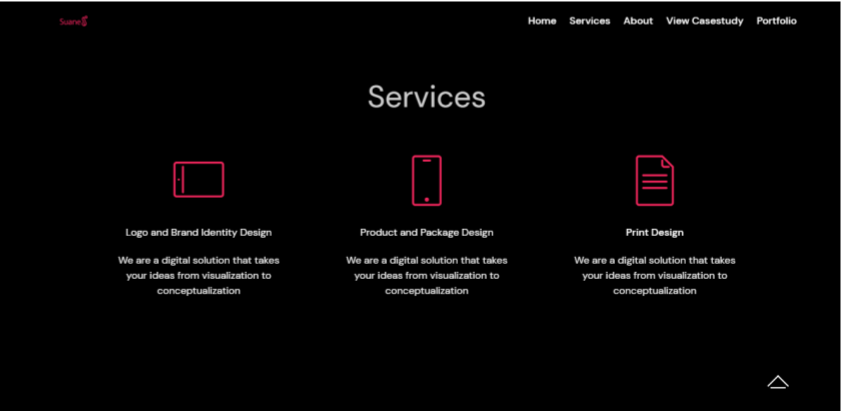 Suane
Home Services About View Casestudy Portfolio
Services
Logo and Brand Identity Design
We are a digital solution that takes
your ideas from visualization to
conceptualization
Product and Package Design
We are a digital solution that takes
your ideas from visualization to
conceptualization
Print Design
We are a digital solution that takes
your ideas from visualization to
conceptualization